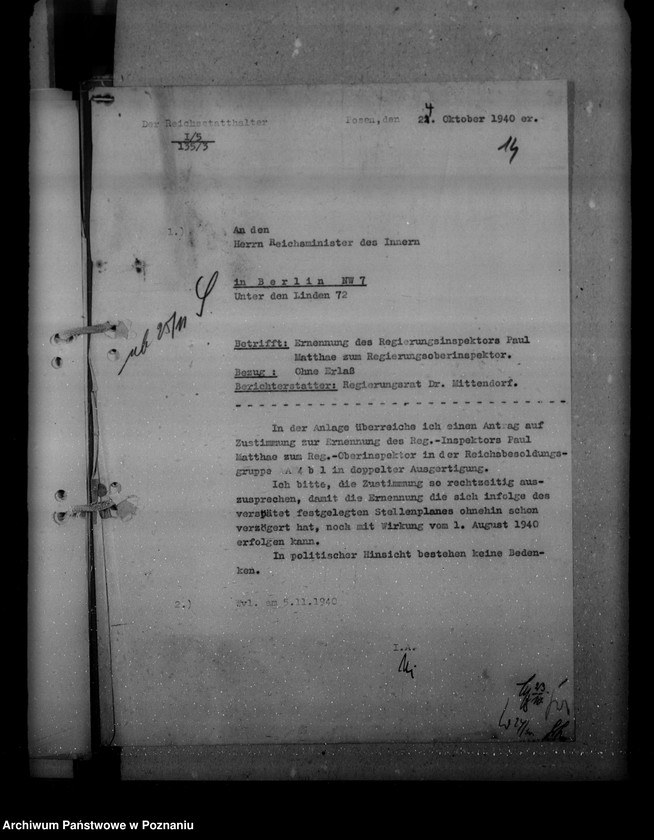 Der Reichsstatthalter
Posen, den 24. Oktober 1940 er.
I/5
135/3
14
1.)
An den
Herrn Reichsminister des Innern
in Berlin NW 7
Unter den Linden 72
Betrifft: Ernennung des Regierungsinspektors Paul
Matthae zum Regierungsoberinspektor.
Bezug : Ohne Erlaß
Berichterstatter: Regierungsrat Dr. Mittendorf.
In der Anlage überreiche ich einen Antrag auf
Zustimmung zur Ernennung des Reg.-Inspektors Paul
Matthae zum Reg.-Oberinspektor in der Reichsbesoldungs-
gruppe A 4 b 1 in doppelter Ausgertigung.
Ich bitte, die Zustimmung so rechtzeitig aus-
zusprechen, damit die Ernennung die sich infolge des
verspätet festgelegten Stellenplanes ohnehin schon
verzögert hat, noch mit Wirkung vom 1. August 1940
erfolgen kann.
In politischer Hinsicht bestehen keine Beden-
ken.
2.) Wvl. am 5.11.1940
I.A.
Archiwum Państwowe w Poznaniu